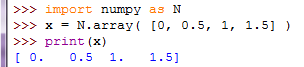 >>> import numpy as N
>>> x = N.array( [0, 0.5, 1, 1.5] )
>>> print(x)
[ 0.   0.5  1.   1.5]